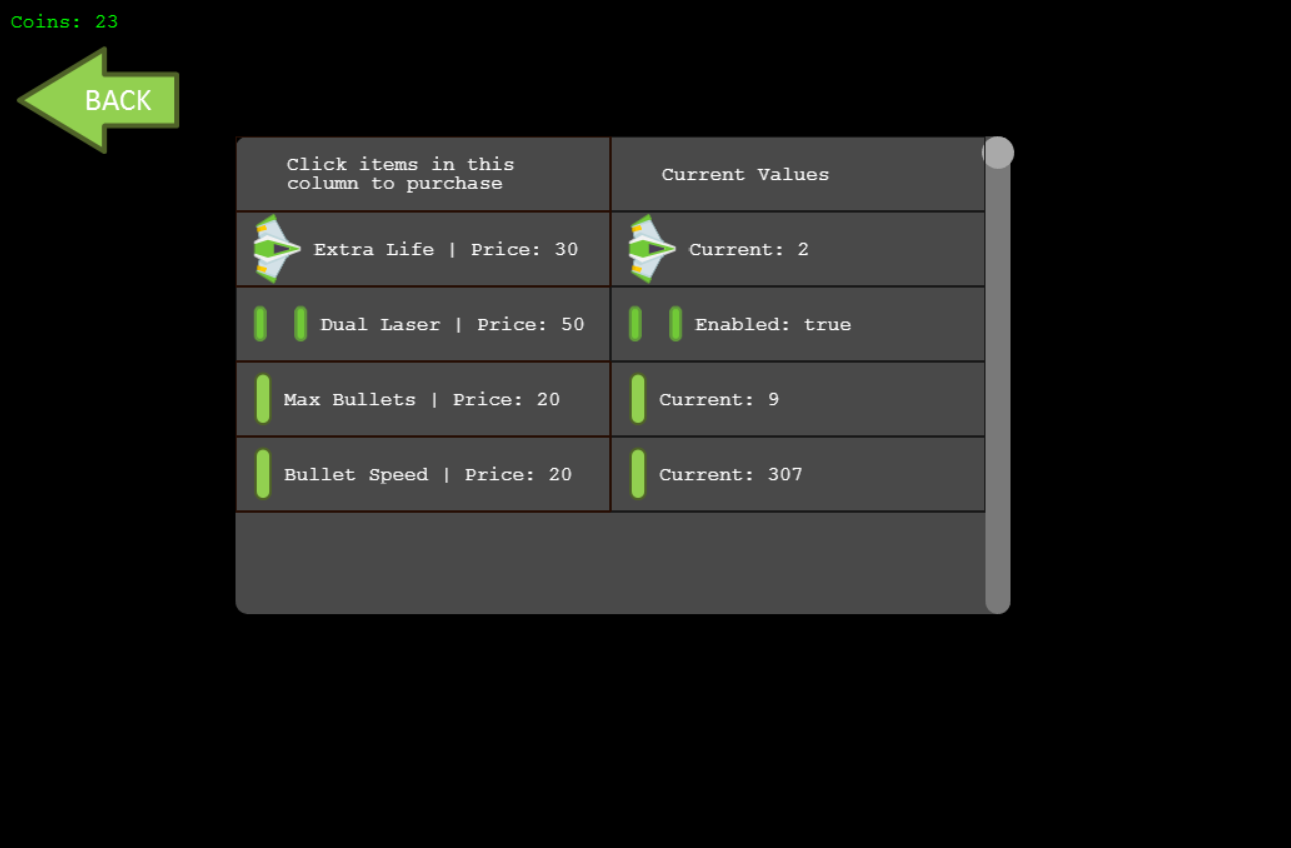 Coins: 23
BACK
Click items in this
column to purchase
Current Values
Extra Life | Price: 30
Current: 2
Dual Laser | Price: 50
Enabled: true
Max Bullets | Price: 20
Current: 9
Bullet Speed | Price: 20
Current: 307